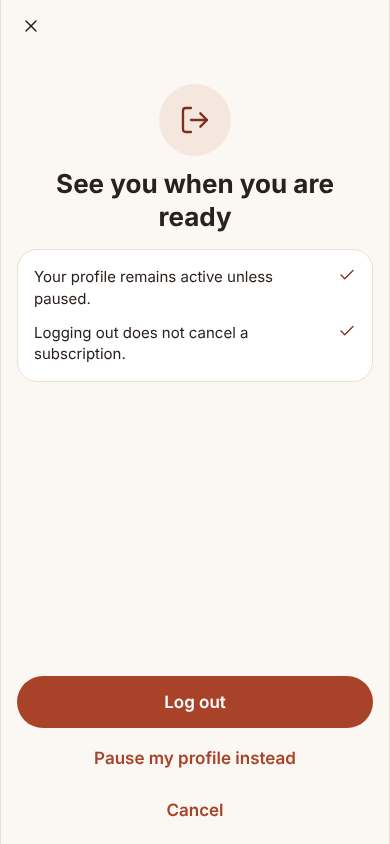 See you when you are
ready
Your profile remains active unless
paused.
Logging out does not cancel a
subscription.
Log out
Pause my profile instead
Cancel